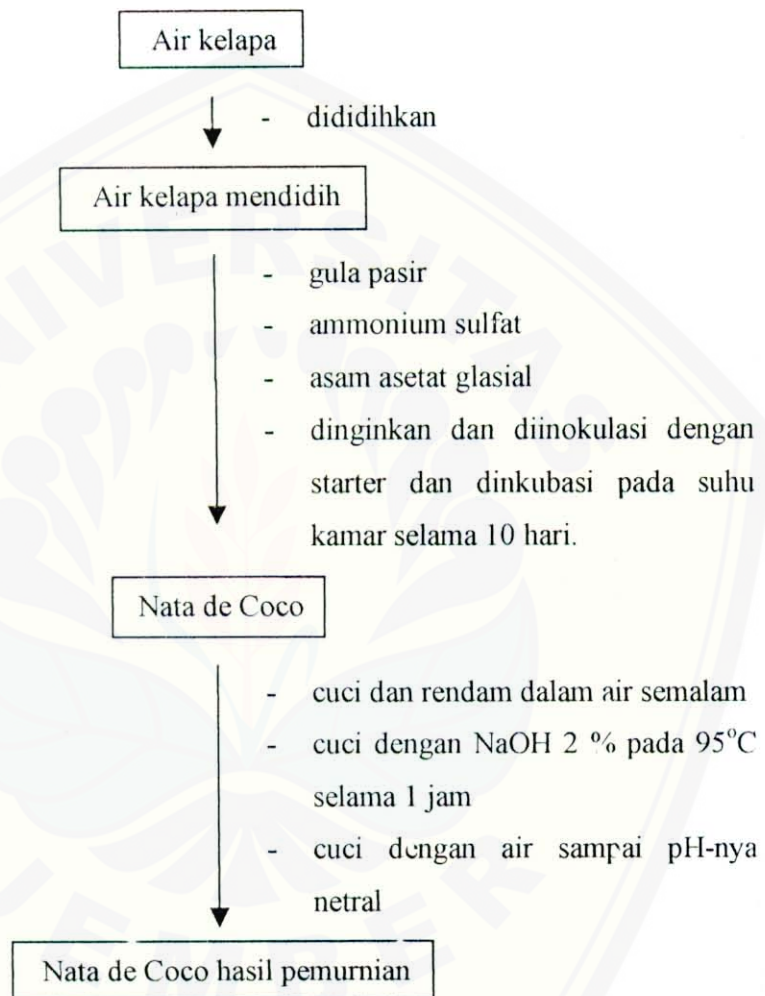 Air kelapa
- dididihkan
Air kelapa mendidih
- gula pasir
- ammonium sulfat
- asam asetat glasial
- dinginkan dan diinokulasi dengan
starter dan dinkubasi pada suhu
kamar selama 10 hari.
Nata de Coco
- cuci dan rendam dalam air semalam
- cuci dengan NaOH 2 % pada 95°C
selama 1 jam
- cuci dengan air sampai pH-nya
netral
Nata de Coco hasil pemurnian
UNIVERSITAS
JEMBER